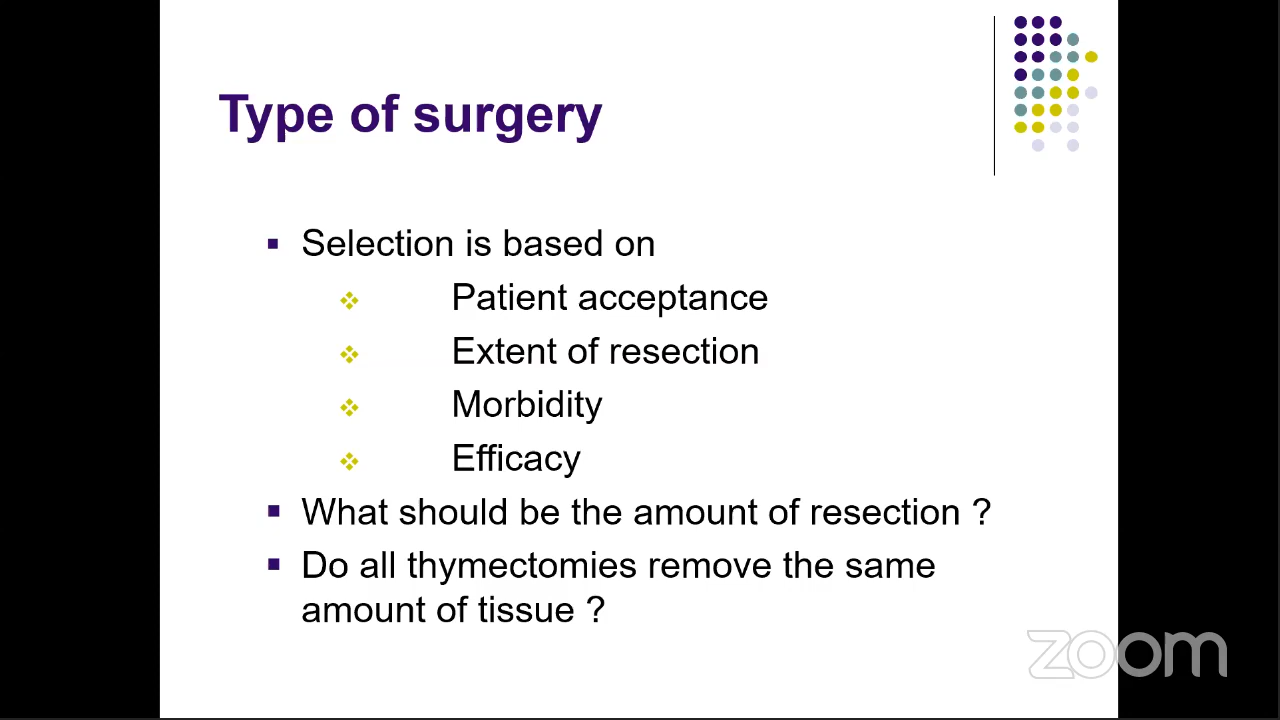 Type of surgery
Selection is based on
Patient acceptance
Extent of resection
Morbidity
Efficacy
What should be the amount of resection ?
Do all thymectomies remove the same
amount of tissue ?
zoom